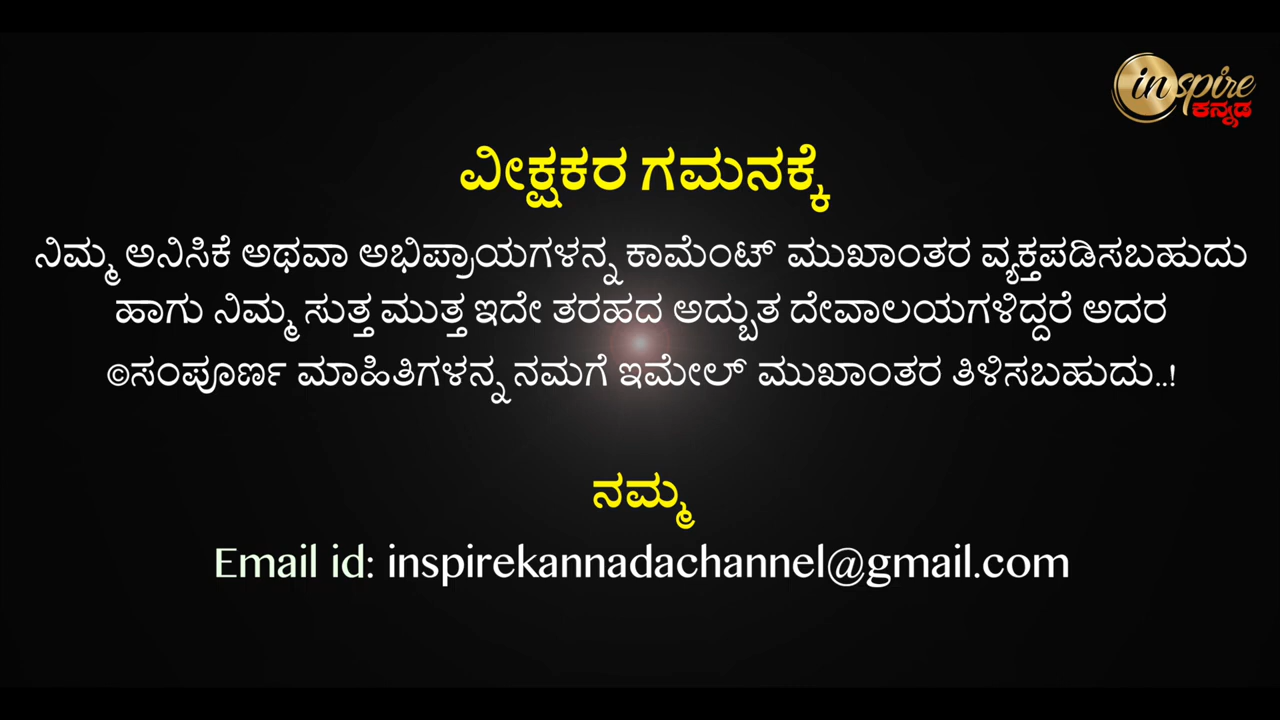 inspire
ಕನ್ನಡ
ವೀಕ್ಷಕರ ಗಮನಕ್ಕೆ
ನಿಮ್ಮ ಅನಿಸಿಕೆ ಅಥವಾ ಅಭಿಪ್ರಾಯಗಳನ್ನ ಕಾಮೆಂಟ್ ಮುಖಾಂತರ ವ್ಯಕ್ತಪಡಿಸಬಹುದು
ಹಾಗು ನಿಮ್ಮ ಸುತ್ತ ಮುತ್ತ ಇದೇ ತರಹದ ಅದ್ಬುತ ದೇವಾಲಯಗಳಿದ್ದರೆ ಅದರ
©ಸಂಪೂರ್ಣ ಮಾಹಿತಿಗಳನ್ನ ನಮಗೆ ಇಮೇಲ್ ಮುಖಾಂತರ ತಿಳಿಸಬಹುದು..!
ನಮ್ಮ
Email id: inspirekannadachannel@gmail.com